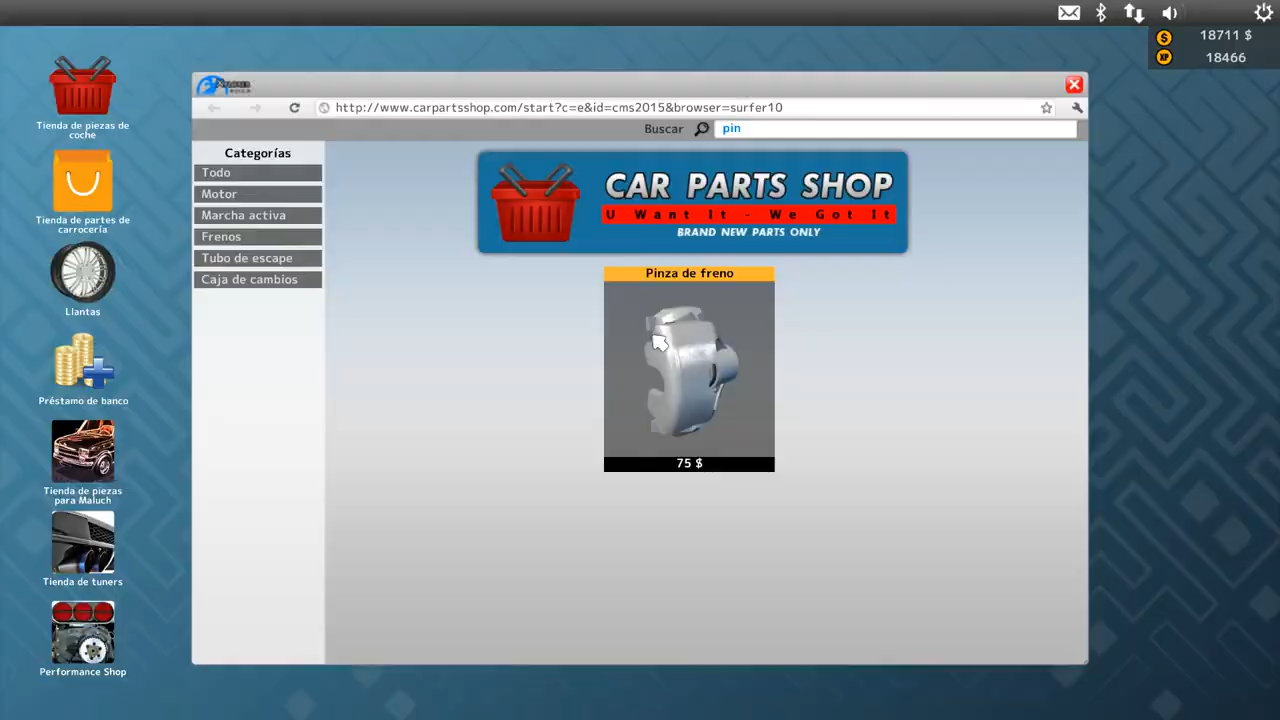 18711 $
18466
Tienda de piezas de
coche
Tienda de partes de
carrocería
Llantas
Préstamo de banco
Tienda de piezas
para Maluch
Tienda de tuners
Performance Shop
http://www.carpartsshop.com/start?c=e&id=cms2015&browser=surfer10
Buscar
pin
Categorías
Todo
Motor
Marcha activa
Frenos
Tubo de escape
Caja de cambios
CAR PARTS SHOP
U Want It - We Got It
BRAND NEW PARTS ONLY
Pinza de freno
75 $